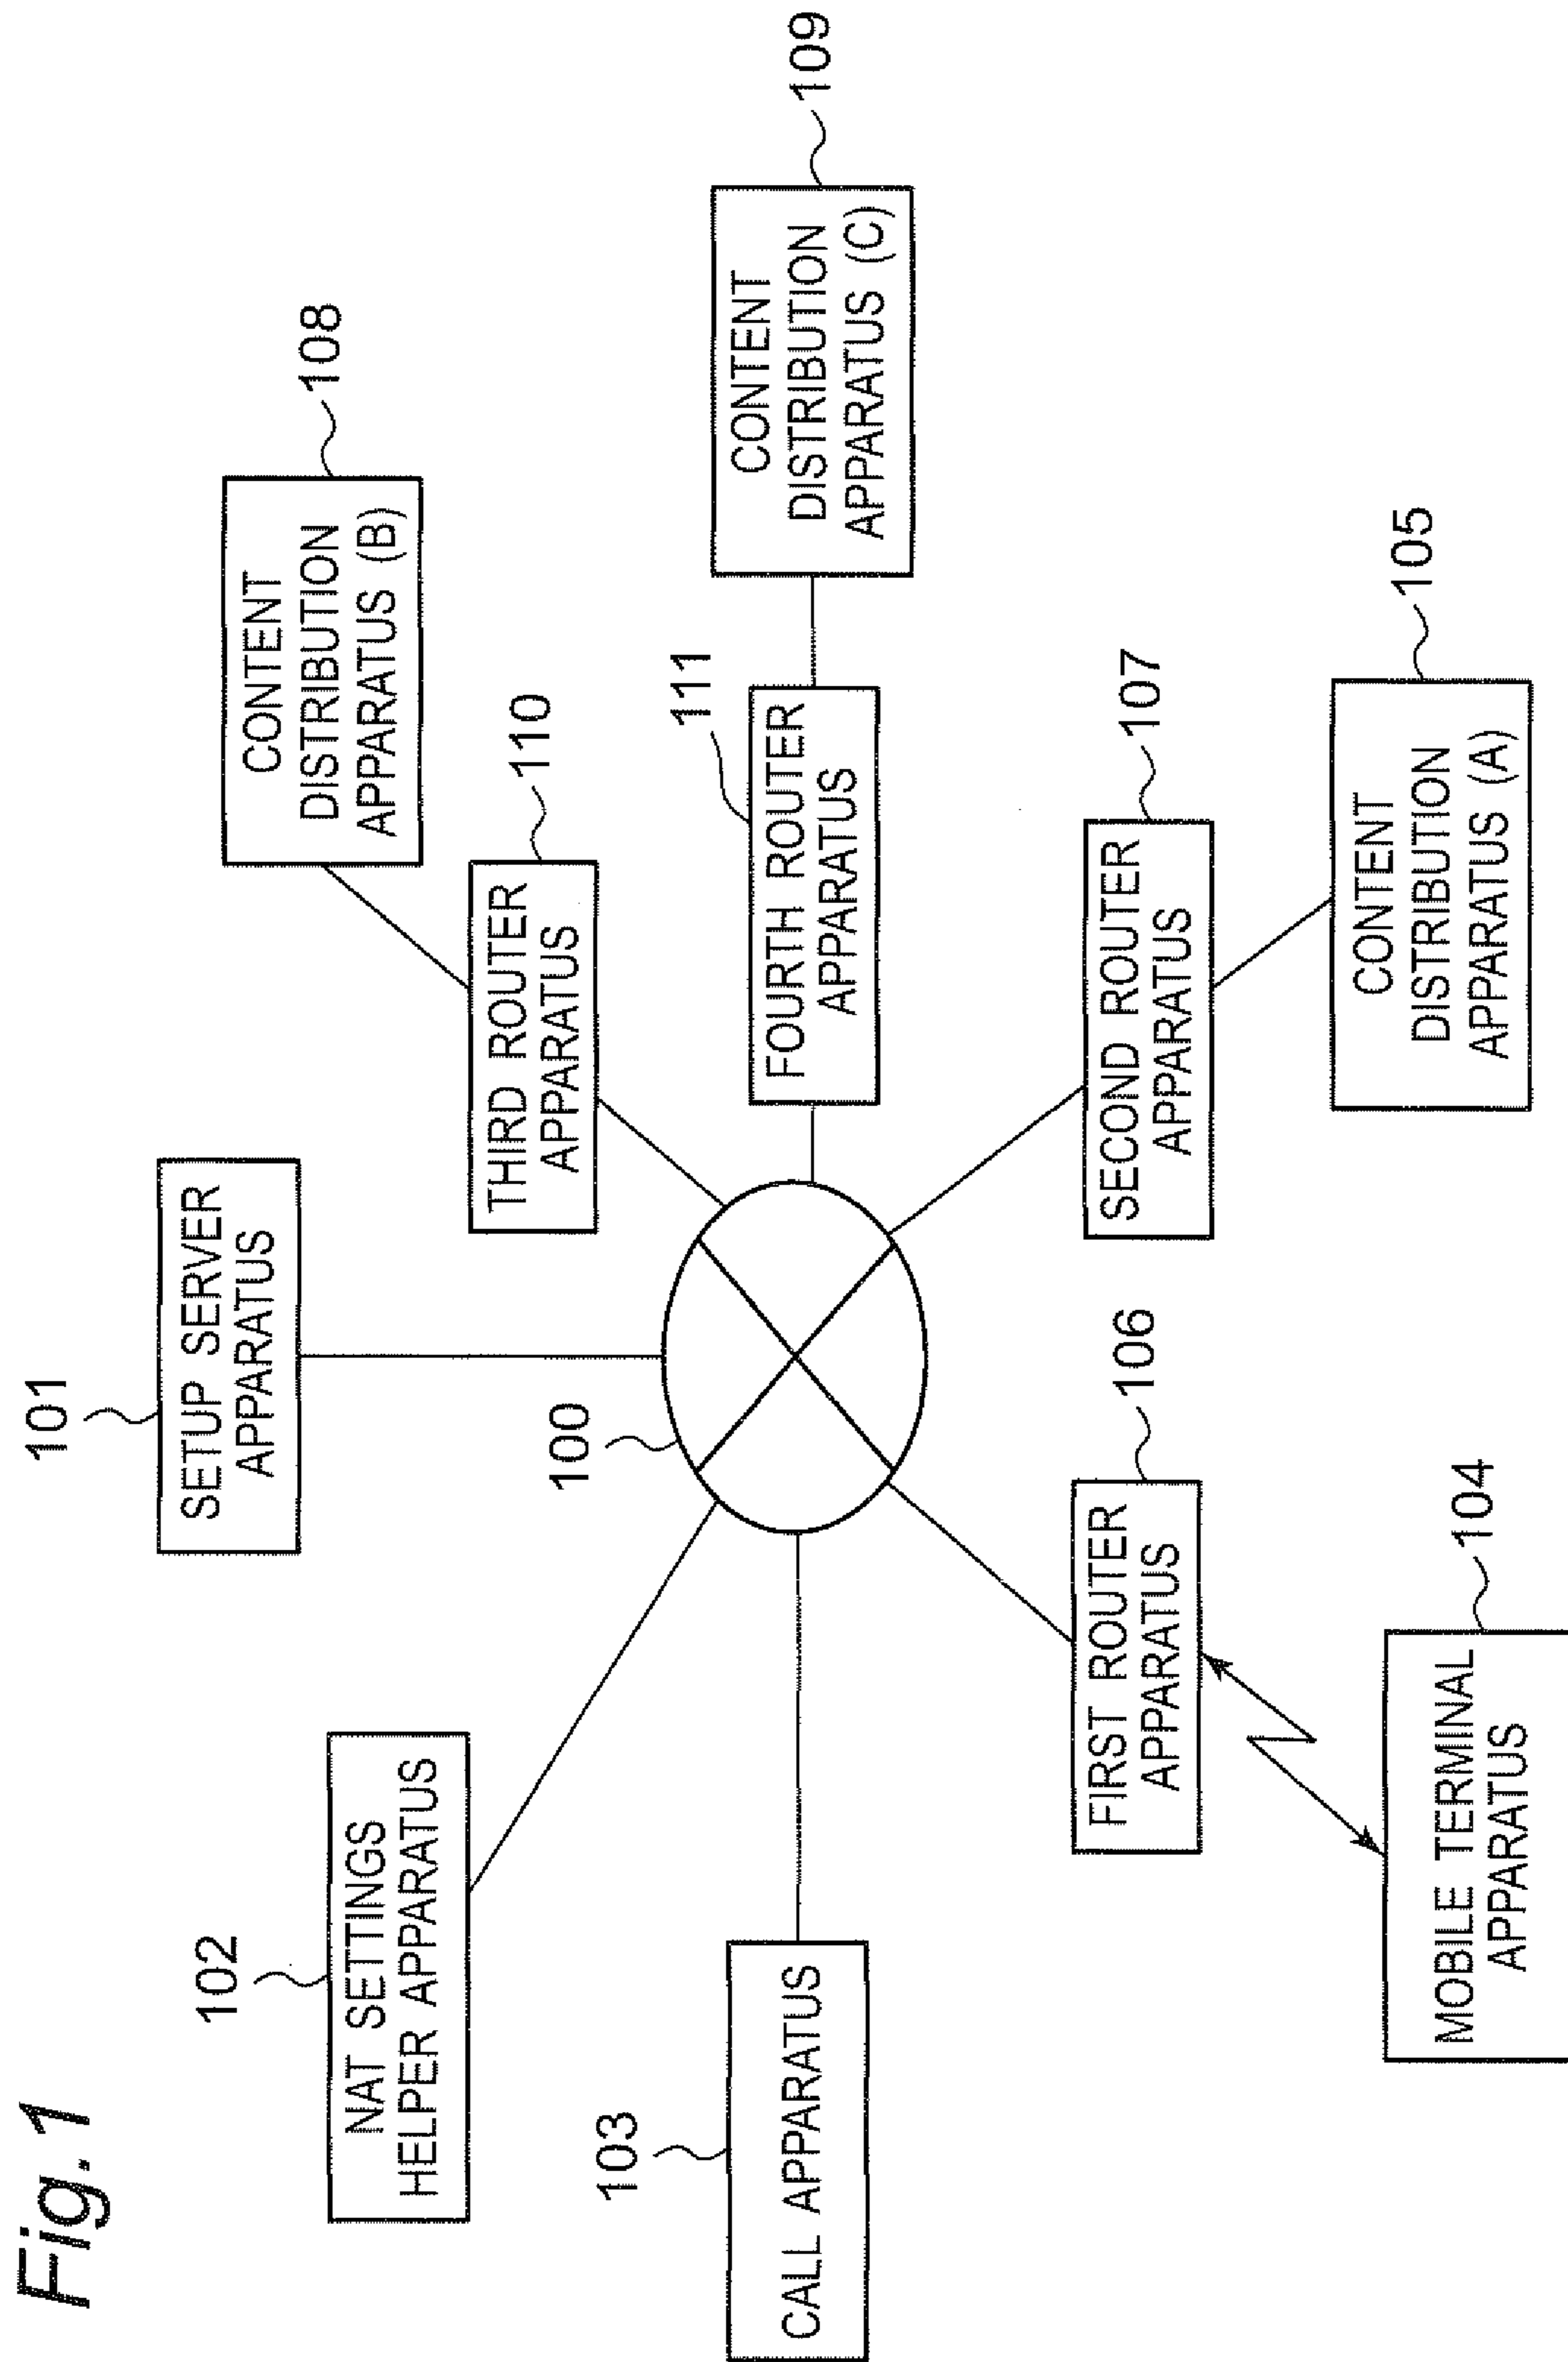 Fig. 1
101
SETUP SERVER
APPARATUS
102
NAT SETTINGS
HELPER APPARATUS
103
CALL APPARATUS
100
THIRD ROUTER
APPARATUS
110
CONTENT
DISTRIBUTION
APPARATUS (B)
108
FOURTH ROUTER
APPARATUS
111
CONTENT
DISTRIBUTION
APPARATUS (C)
109
FIRST ROUTER
APPARATUS
106
MOBILE TERMINAL
APPARATUS
104
SECOND ROUTER
APPARATUS
107
CONTENT
DISTRIBUTION
APPARATUS (A)
105